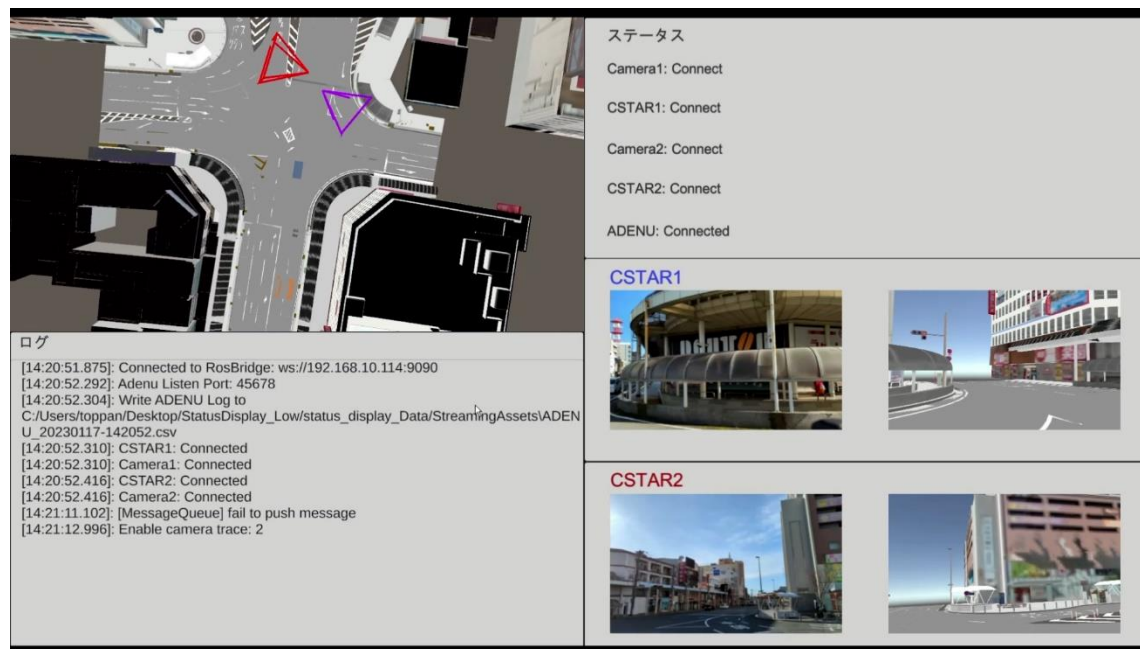 ステータス
Camera1: Connect
CSTAR1: Connect
Camera2: Connect
CSTAR2: Connect
ADENU: Connected
ログ
[14:20:51.875]: Connected to RosBridge: ws://192.168.10.114:9090
[14:20:52.292]: Adenu Listen Port: 45678
[14:20:52.304]: Write ADENU Log to
C:/Users/toppan/Desktop/StatusDisplay_Low/status_display_Data/StreamingAssets\ADEN
U_20230117-142052.csv
[14:20:52.310]: CSTAR1: Connected
[14:20:52.310]: Camera1: Connected
[14:20:52.416]: CSTAR2: Connected
[14:20:52.416]: Camera2: Connected
[14:21:11.102]: [MessageQueue] fail to push message
[14:21:12.996]: Enable camera trace: 2
CSTAR1
CSTAR2